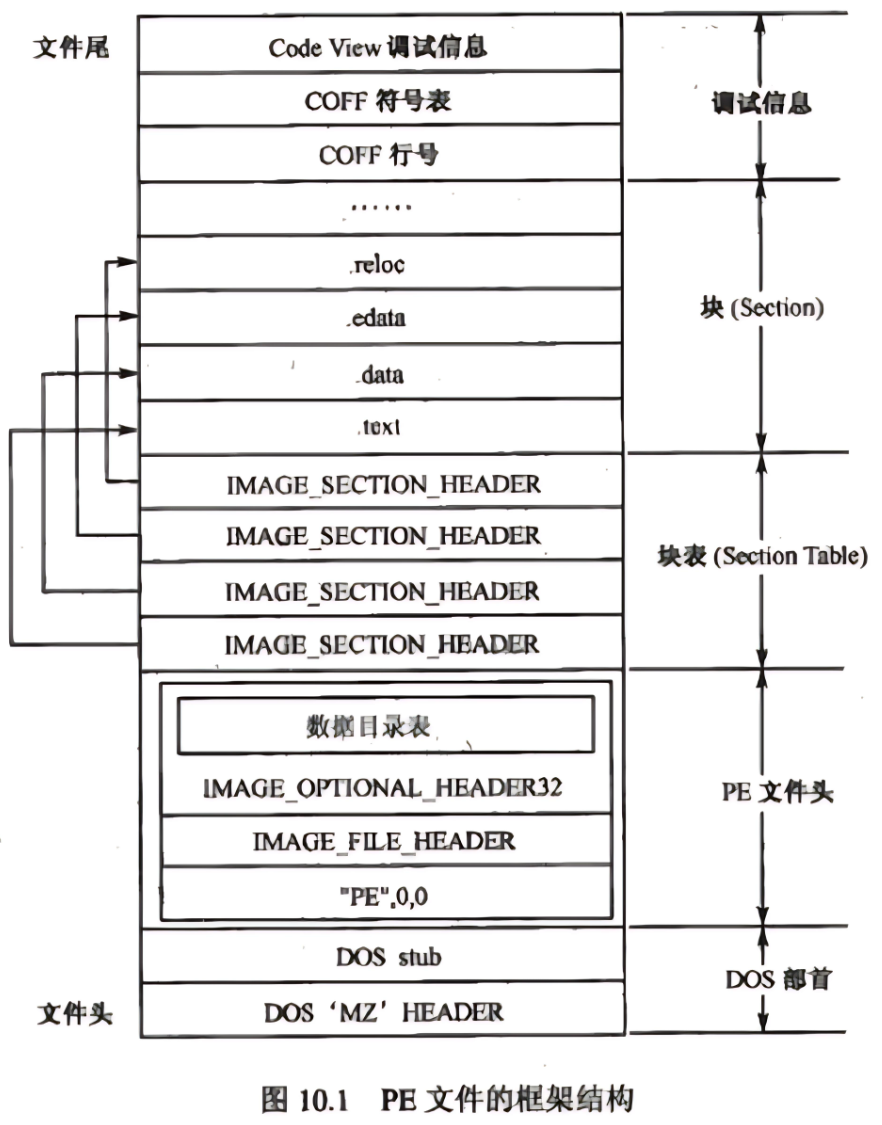 文件尾
Code View 调试信息
COFF 符号表
调试信息
COFF 行号
······
.reloc
.edata
块 (Section)
.data
.text
IMAGE_SECTION_HEADER
IMAGE_SECTION_HEADER
块表 (Section Table)
IMAGE_SECTION_HEADER
IMAGE_SECTION_HEADER
数据目录表
IMAGE_OPTIONAL_HEADER32
PE 文件头
IMAGE_FILE_HEADER
"PE",0,0
DOS stub
DOS 部首
文件头
DOS ‘MZ’ HEADER
图 10.1 PE 文件的框架结构